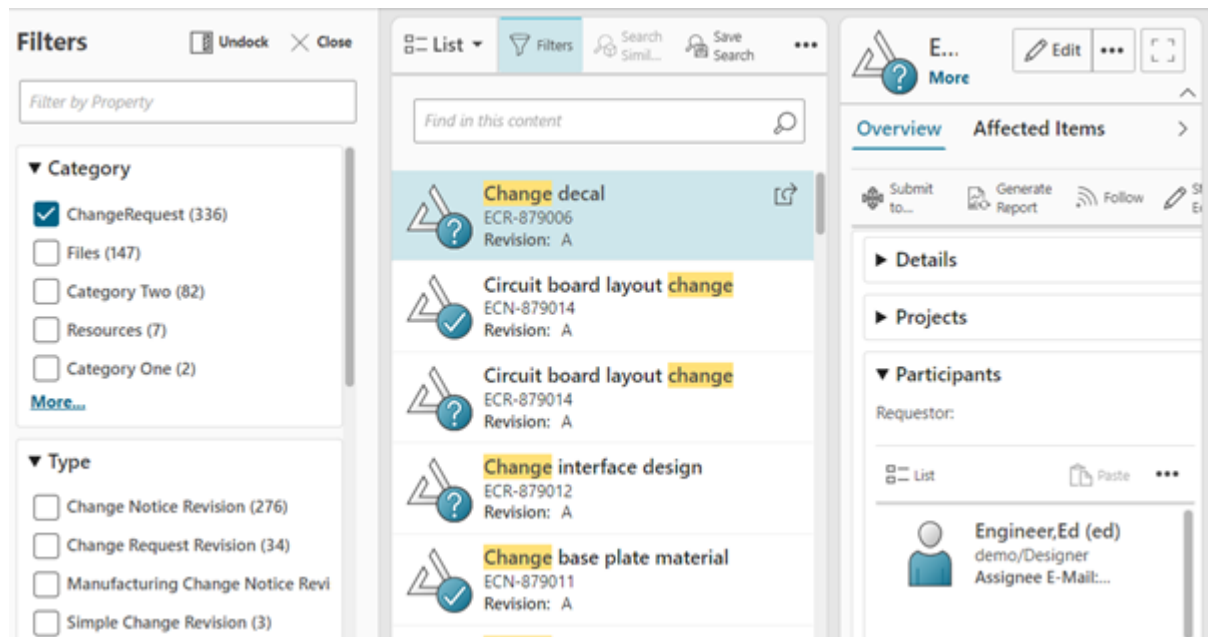 Filters
Undock
Close
Filter by Property
Category
ChangeRequest (336)
Files (147)
Category Two (82)
Resources (7)
Category One (2)
More...
Type
Change Notice Revision (276)
Change Request Revision (34)
Manufacturing Change Notice Revi
Simple Change Revision (3)
List
Filters
Search
Simil...
Save
Search
Find in this content
Change decal
ECR-879006
Revision: A
Circuit board layout change
ECN-879014
Revision: A
Circuit board layout change
ECR-879014
Revision: A
Change interface design
ECR-879012
Revision: A
Change base plate material
ECN-879011
Revision: A
E...
More
Edit
Overview
Affected Items
Submit
to...
Generate
Report
Follow
Details
Projects
Participants
Requestor:
List
Paste
Engineer,Ed (ed)
demo/Designer
Assignee E-Mail:...